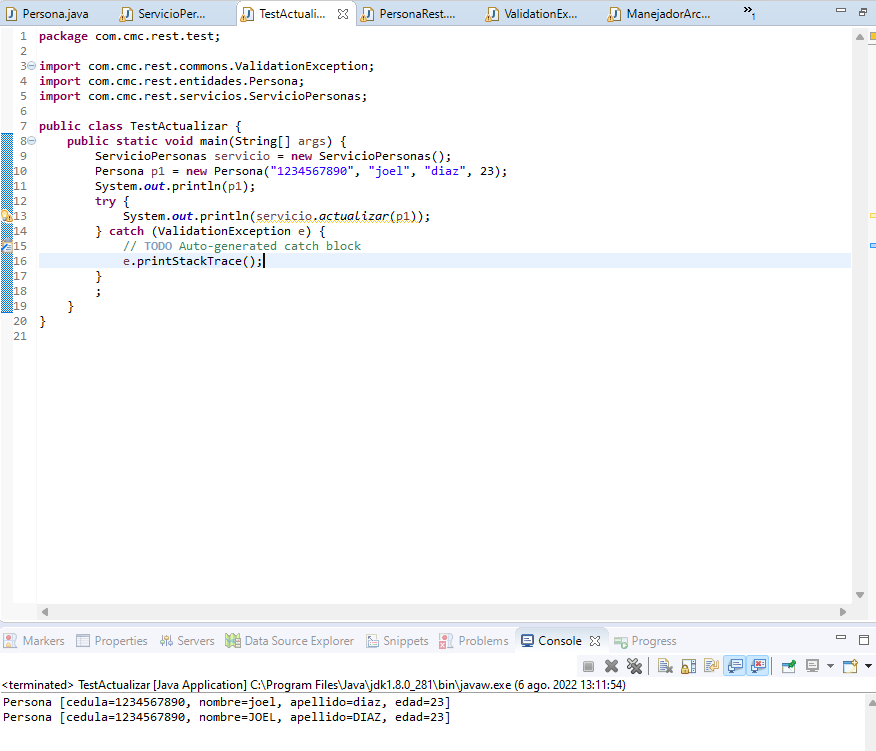 Persona.java ServicioPer... TestActualiz... PersonaRest.... ValidationEx... ManejadorArc... »1
1 package com.cmc.rest.test;
2
3 import com.cmc.rest.commons.ValidationException;
4 import com.cmc.rest.entidades.Persona;
5 import com.cmc.rest.servicios.ServicioPersonas;
6
7 public class TestActualizar {
8 public static void main(String[] args) {
9 ServicioPersonas servicio = new ServicioPersonas();
10 Persona p1 = new Persona("1234567890", "joel", "diaz", 23);
11 System.out.println(p1);
12 try {
13 System.out.println(servicio.actualizar(p1));
14 } catch (ValidationException e) {
15 // TODO Auto-generated catch block
16 e.printStackTrace();
17 }
18 ;
19 }
20 }
21
Markers Properties Servers Data Source Explorer Snippets Problems Console Progress
<terminated> TestActualizar [Java Application] C:\Program Files\Java\jdk1.8.0_281\bin\javaw.exe (6 ago. 2022 13:11:54)
Persona [cedula=1234567890, nombre=joel, apellido=diaz, edad=23]
Persona [cedula=1234567890, nombre=JOEL, apellido=DIAZ, edad=23]